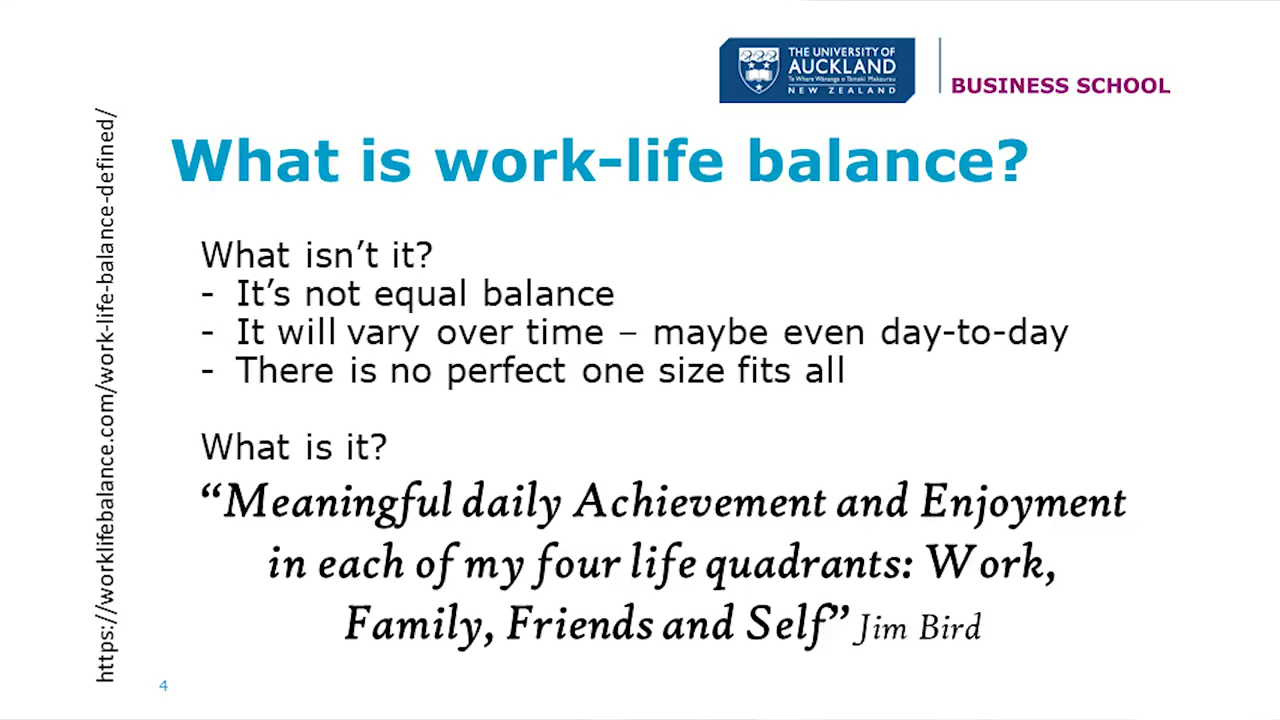 THE UNIVERSITY OF
AUCKLAND
Te Whare Wānanga o Tāmaki Makaurau
NEW ZEALAND
BUSINESS SCHOOL
What is work-life balance?
What isn’t it?
- It’s not equal balance
- It will vary over time – maybe even day-to-day
- There is no perfect one size fits all
What is it?
“Meaningful daily Achievement and Enjoyment
in each of my four life quadrants: Work,
Family, Friends and Self” Jim Bird
https://worklifebalance.com/work-life-balance-defined/
4